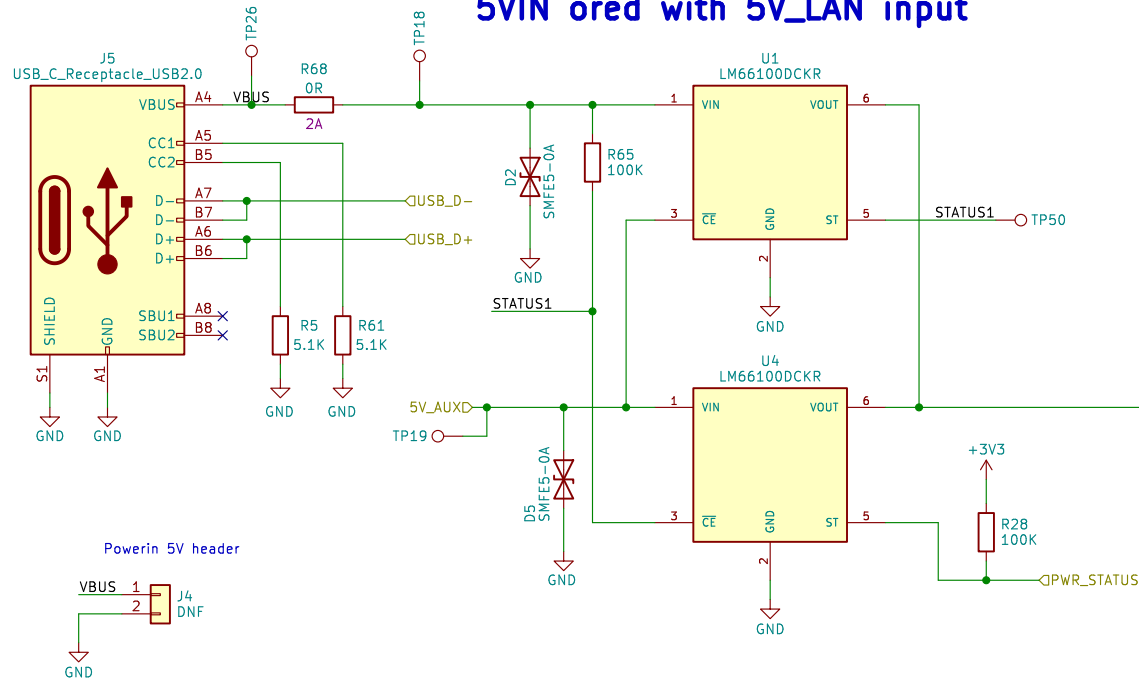 5VIN ored with 5V_LAN input
TP26
TP18
J5
USB_C_Receptacle_USB2.0
VBUS
A4
VBUS
R68
0R
2A
CC1
A5
CC2
B5
D-
A7
D-
B7
D+
A6
D+
B6
USB_D-
USB_D+
SBU1
A8
SBU2
B8
SHIELD
GND
S1
A1
GND
GND
R5
5.1K
R61
5.1K
GND
GND
D2
SMFE5-0A
GND
R65
100K
STATUS1
U1
LM66100DCKR
1
VIN
VOUT
6
3
CE
GND
ST
5
2
GND
STATUS1
TP50
5V_AUX
TP19
D5
SMFE5-0A
GND
U4
LM66100DCKR
1
VIN
VOUT
6
3
CE
GND
ST
5
2
GND
+3V3
R28
100K
PWR_STATUS
Powerin 5V header
VBUS
1
2
J4
DNF
GND